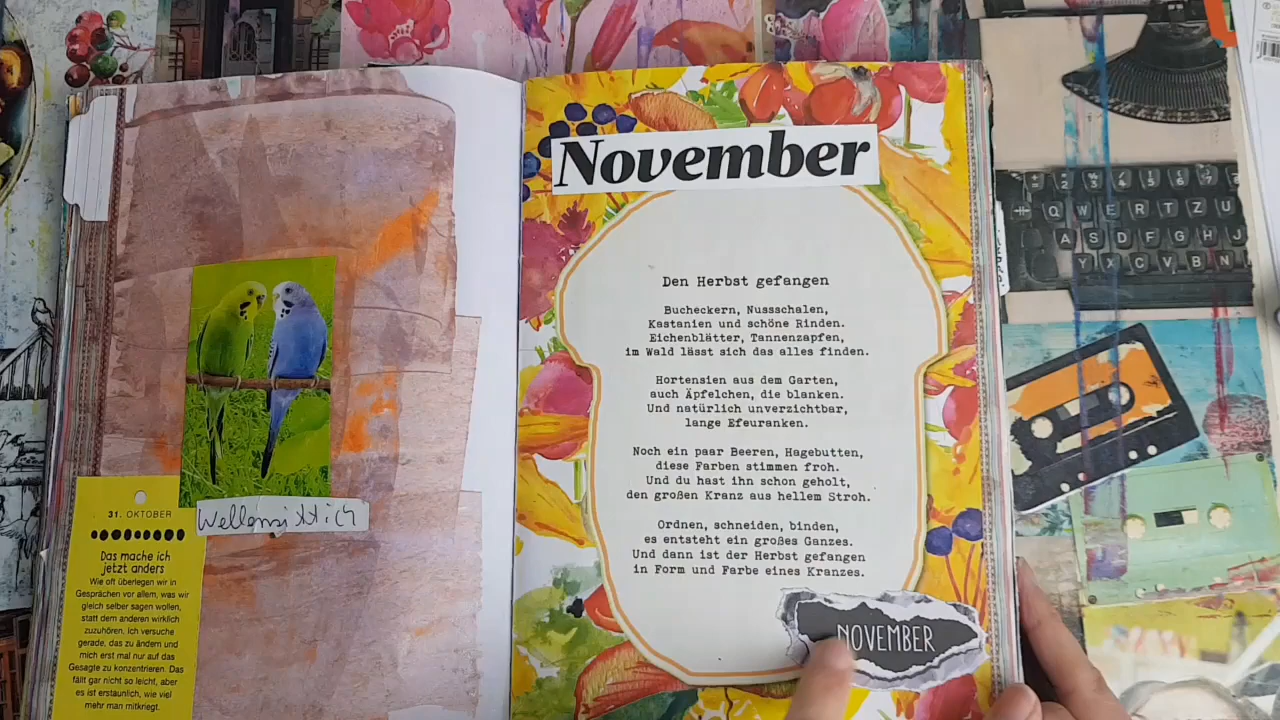 Wellensittich
31. OKTOBER
Das mache ich
jetzt anders
Wie oft überlegen wir in
Gesprächen vor allem, was wir
gleich selber sagen wollen,
statt dem anderen wirklich
zuzuhören. Ich versuche
gerade, das zu ändern und
mich erst mal nur auf das
Gesagte zu konzentrieren. Das
fällt gar nicht so leicht, aber
es ist erstaunlich, wie viel
mehr man mitkriegt.
November
Den Herbst gefangen
Bucheckern, Nussschalen,
Kastanien und schöne Rinden.
Eichenblätter, Tannenzapfen,
im Wald lässt sich das alles finden.
Hortensien aus dem Garten,
auch Äpfelchen, die blanken.
Und natürlich unverzichtbar,
lange Efeuranken.
Noch ein paar Beeren, Hagebutten,
diese Farben stimmen froh.
Und du hast ihn schon geholt,
den großen Kranz aus hellem Stroh.
Ordnen, schneiden, binden,
es entsteht ein großes Ganzes.
Und dann ist der Herbst gefangen
in Form und Farbe eines Kranzes.
NOVEMBER
2 3 4 5 6 7
Q W E R T Z U
A S D F G H J
Y X C V B N